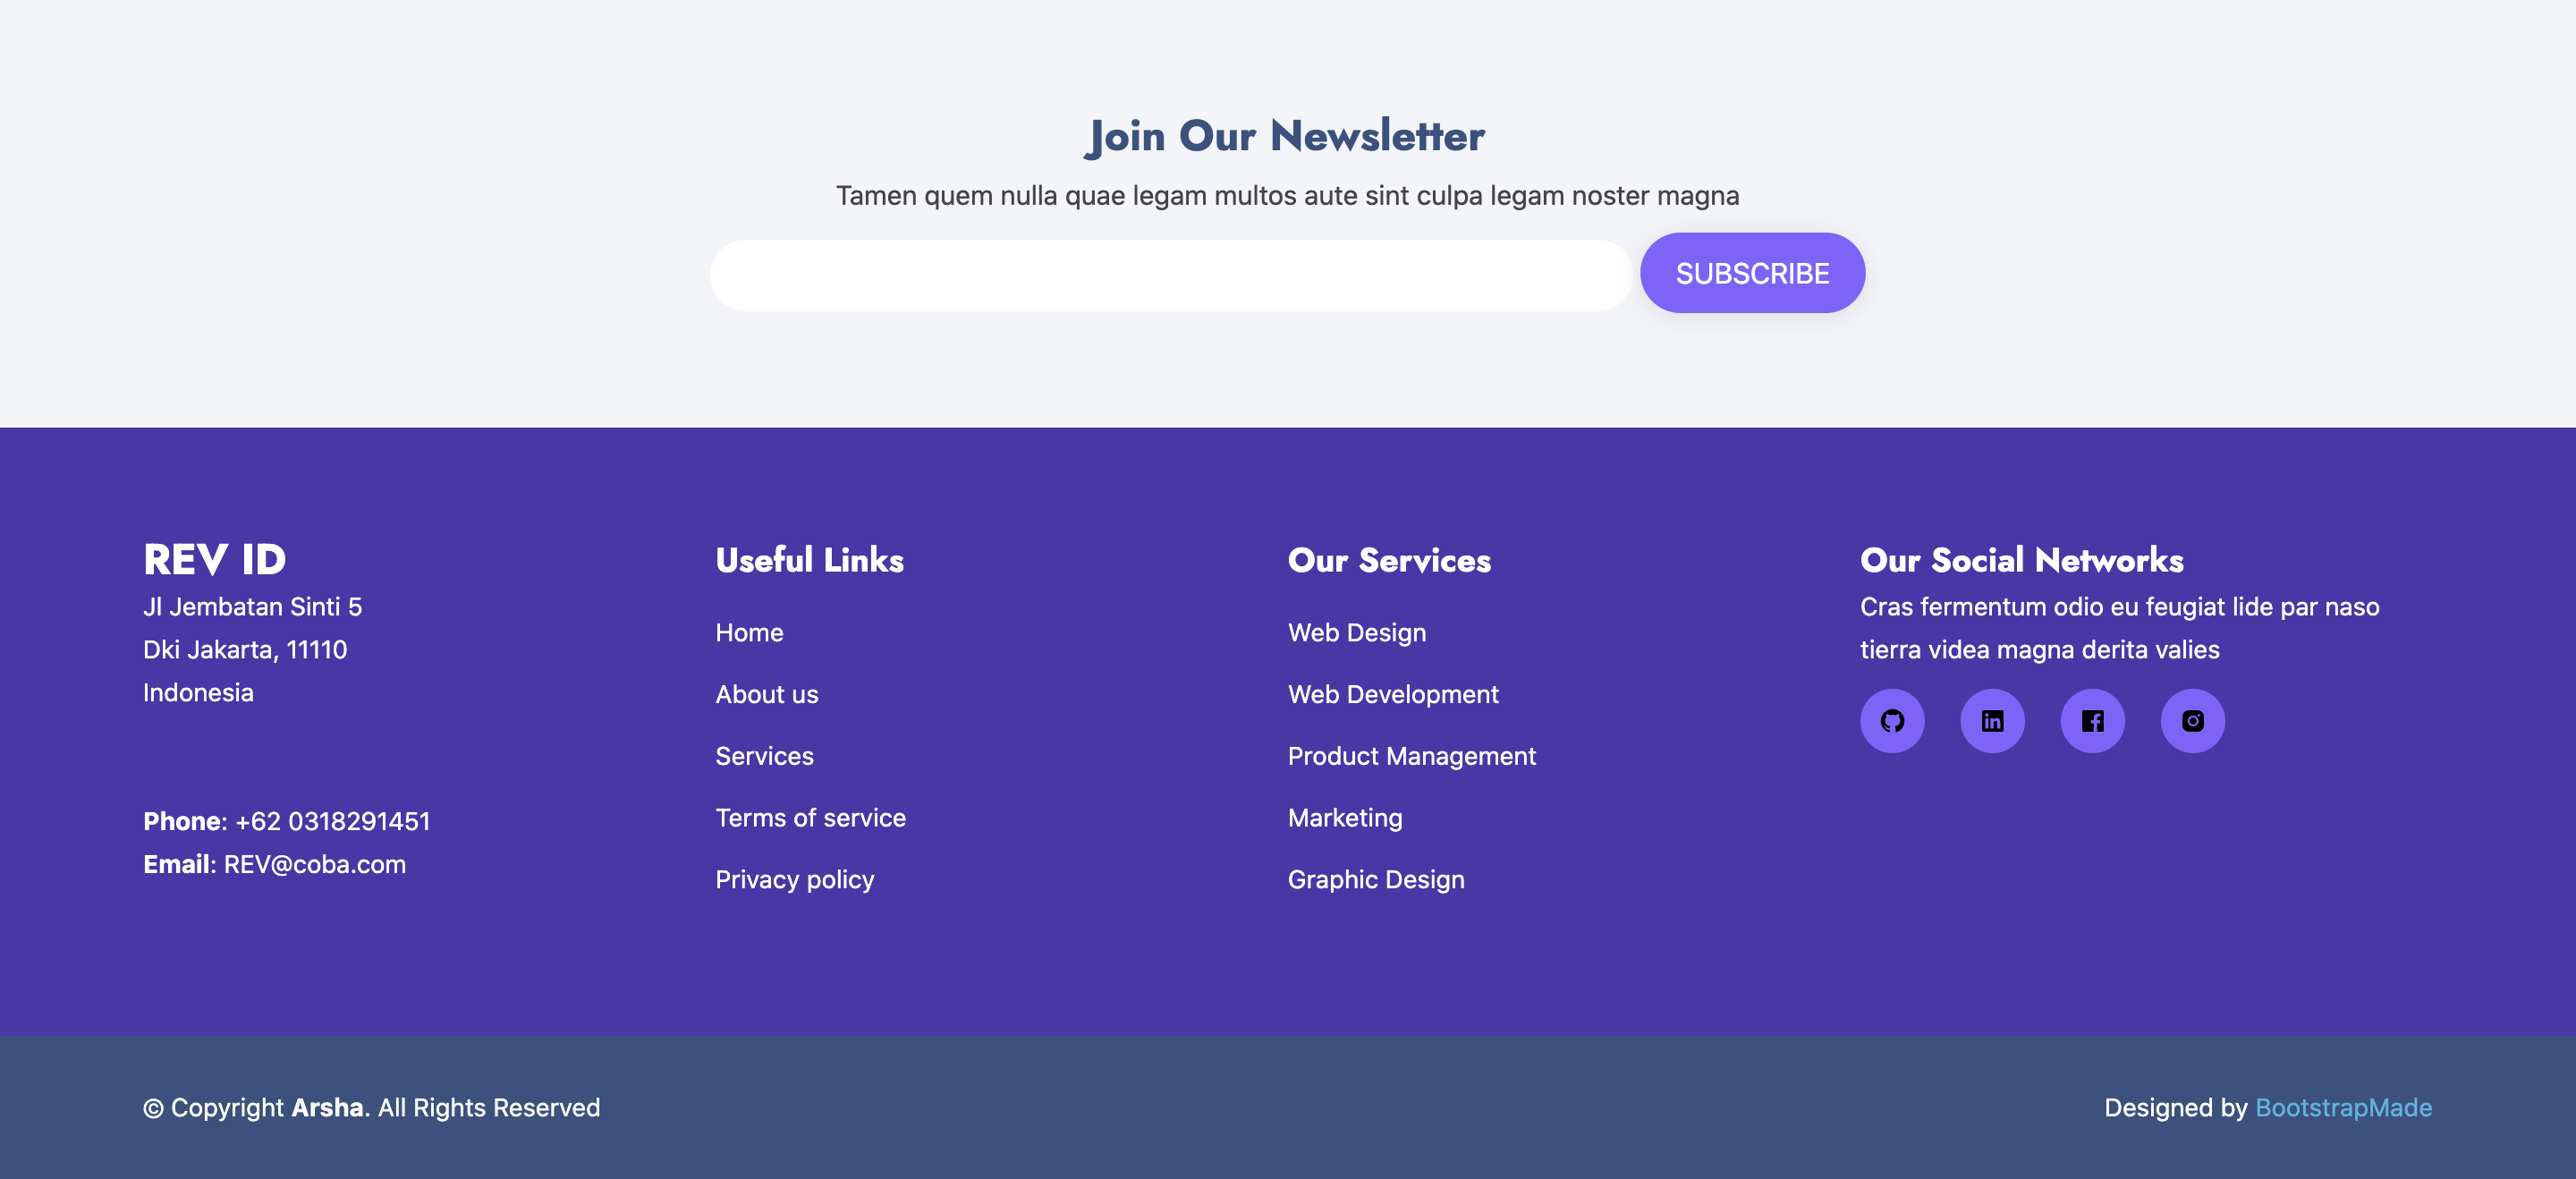 Join Our Newsletter
Tamen quem nulla quae legam multos aute sint culpa legam noster magna
SUBSCRIBE
REV ID
Jl Jembatan Sinti 5
Dki Jakarta, 11110
Indonesia
Phone: +62 0318291451
Email: REV@coba.com
Useful Links
Home
About us
Services
Terms of service
Privacy policy
Our Services
Web Design
Web Development
Product Management
Marketing
Graphic Design
Our Social Networks
Cras fermentum odio eu feugiat lide par naso
tierra videa magna derita valies
© Copyright Arsha. All Rights Reserved
Designed by BootstrapMade